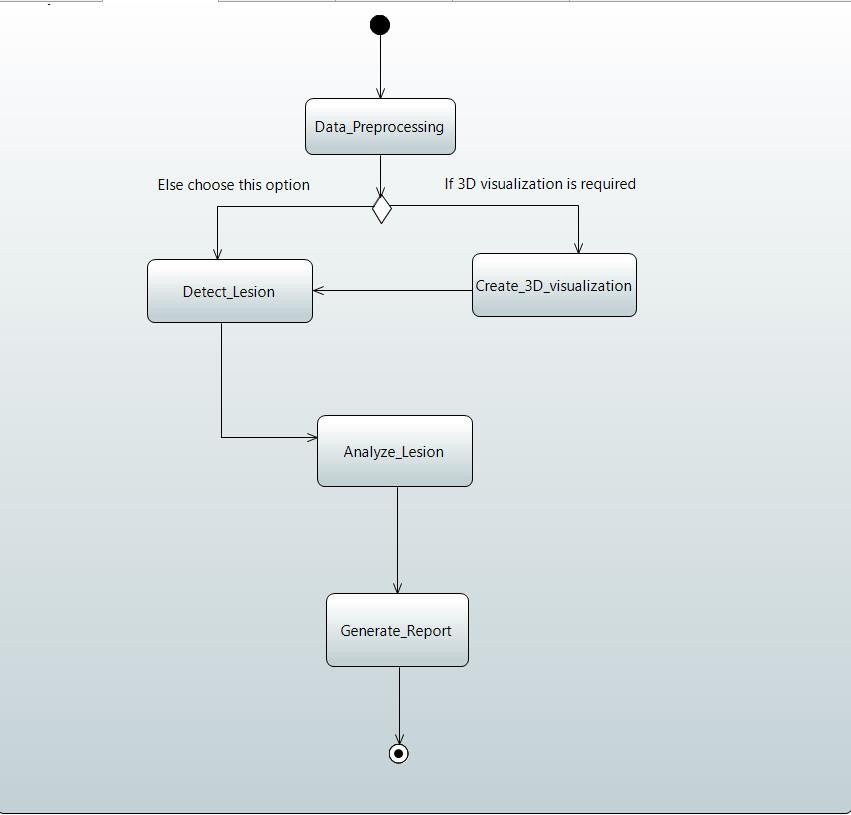 Data_Preprocessing
Else choose this option
If 3D visualization is required
Detect_Lesion
Create_3D_visualization
Analyze_Lesion
Generate_Report